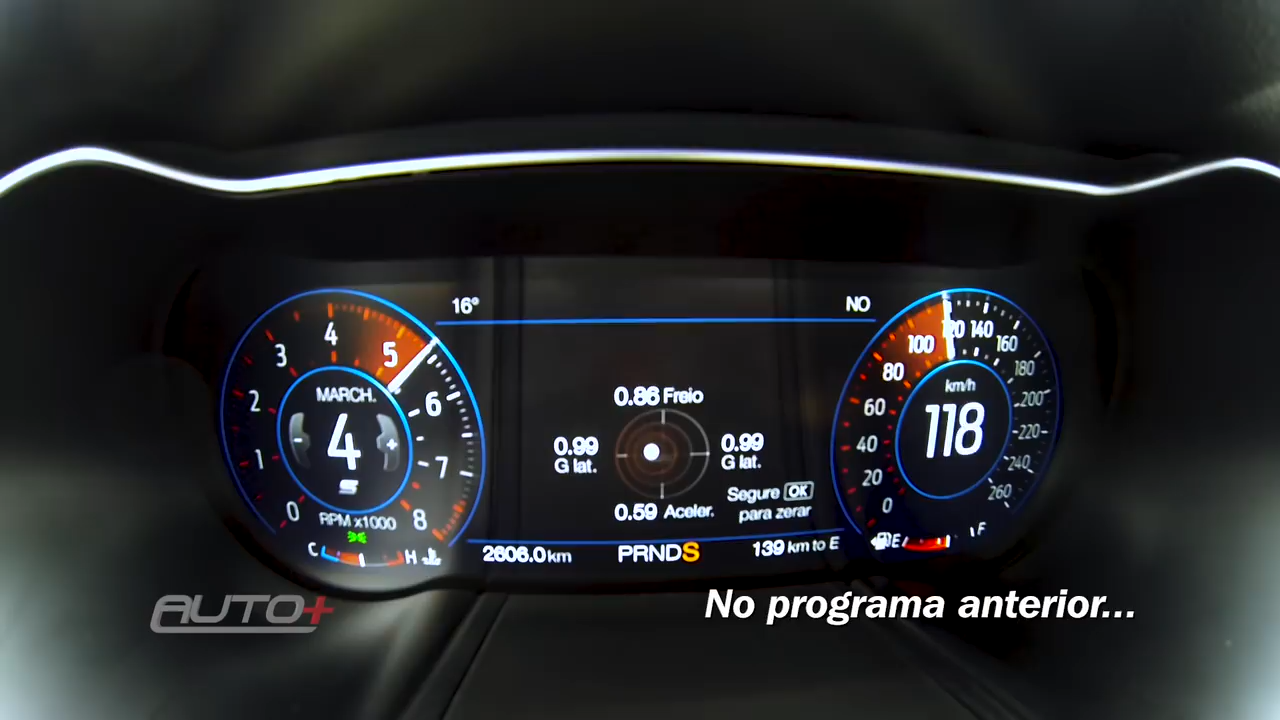 16°
NO
0
1
2
3
4
5
6
7
8
MARCH.
4
S
RPM x1000
C
H
0.86 Freio
0.99
G lat.
0.99
G lat.
0.59 Aceler.
Segure OK
para zerar
2606.0 km
PRNDS
139 km to E
0
20
40
60
80
100
120
140
160
180
200
220
240
260
km/h
118
E
F
AUTO+
No programa anterior...